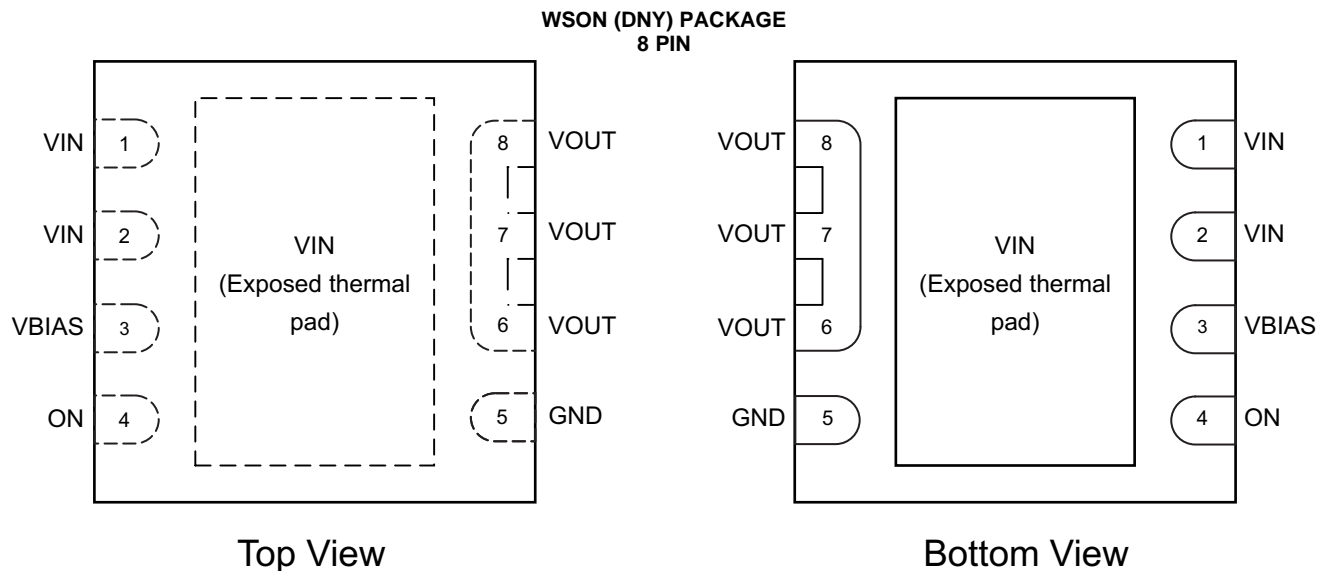 WSON (DNY) PACKAGE
8 PIN
VIN 1
VIN 2
VBIAS 3
ON 4
VIN
(Exposed thermal
pad)
8 VOUT
7 VOUT
6 VOUT
5 GND
Top View
VOUT 8
VOUT 7
VOUT 6
GND 5
VIN
(Exposed thermal
pad)
1 VIN
2 VIN
3 VBIAS
4 ON
Bottom View